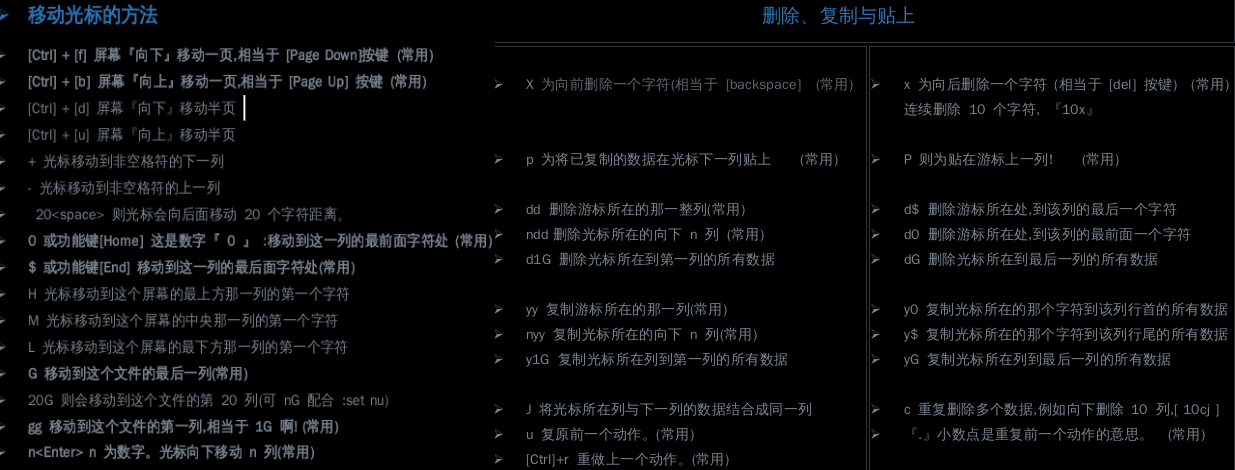 移动光标的方法
[Ctrl] + [f] 屏幕『向下』移动一页,相当于 [Page Down]按键 (常用)
[Ctrl] + [b] 屏幕『向上』移动一页,相当于 [Page Up] 按键 (常用)
[Ctrl] + [d] 屏幕『向下』移动半页
[Ctrl] + [u] 屏幕『向上』移动半页
+ 光标移动到非空格符的下一列
- 光标移动到非空格符的上一列
20<space> 则光标会向后面移动 20 个字符距离。
0 或功能键[Home] 这是数字『 0 』 :移动到这一列的最前面字符处 (常用)
$ 或功能键[End] 移动到这一列的最后面字符处(常用)
H 光标移动到这个屏幕的最上方那一列的第一个字符
M 光标移动到这个屏幕的中央那一列的第一个字符
L 光标移动到这个屏幕的最下方那一列的第一个字符
G 移动到这个文件的最后一列(常用)
20G 则会移动到这个文件的第 20 列(可 nG 配合 :set nu)
gg 移动到这个文件的第一列,相当于 1G 啊! (常用)
n<Enter> n 为数字。光标向下移动 n 列(常用)
删除、复制与贴上
X 为向前删除一个字符(相当于 [backspace] (常用)
p 为将已复制的数据在光标下一列贴上 (常用)
dd 删除游标所在的那一整列(常用)
ndd 删除光标所在的向下 n 列 (常用)
d1G 删除光标所在到第一列的所有数据
yy 复制游标所在的那一列(常用)
nyy 复制光标所在的向下 n 列(常用)
y1G 复制光标所在列到第一列的所有数据
J 将光标所在列与下一列的数据结合成同一列
u 复原前一个动作。(常用)
[Ctrl]+r 重做上一个动作。(常用)
x 为向后删除一个字符 (相当于 [del] 按键) (常用)
连续删除 10 个字符, 『10x』
P 则为贴在游标上一列! (常用)
d$ 删除游标所在处,到该列的最后一个字符
d0 删除游标所在处,到该列的最前面一个字符
dG 删除光标所在到最后一列的所有数据
y0 复制光标所在的那个字符到该列行首的所有数据
y$ 复制光标所在的那个字符到该列行尾的所有数据
yG 复制光标所在列到最后一列的所有数据
c 重复删除多个数据,例如向下删除 10 列,[ 10cj ]
『.』小数点是重复前一个动作的意思。 (常用)